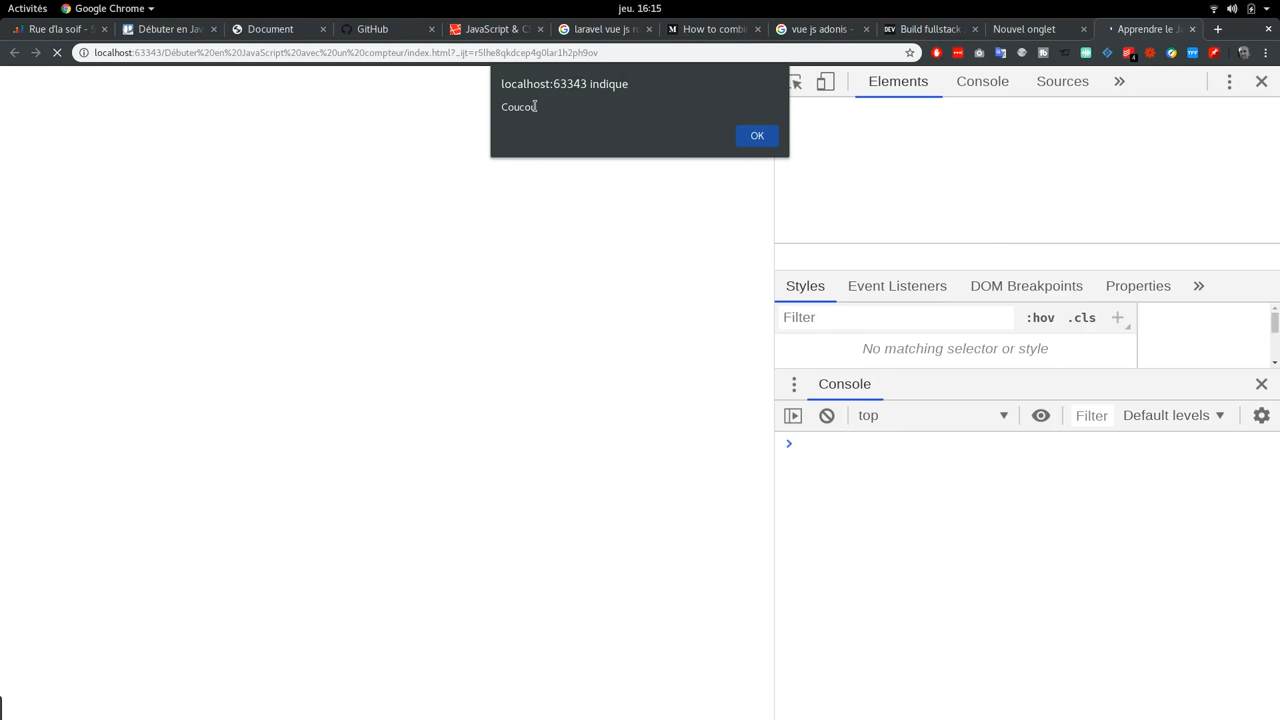 Activités Google Chrome jeu. 16:15
Rue d'la soif - S Débuter en Jav Document GitHub JavaScript & C laravel vue js ro How to combi vue js adonis - Build fullstack Nouvel onglet Apprendre le J
localhost:63343/Débuter%20en%20JavaScript%20avec%20un%20compteur/index.html?_ijt=r5lhe8qkdcep4g0lar1h2ph9ov
localhost:63343 indique
Coucou
OK
Elements Console Sources
Styles Event Listeners DOM Breakpoints Properties
Filter :hov .cls
No matching selector or style
Console
top Filter Default levels